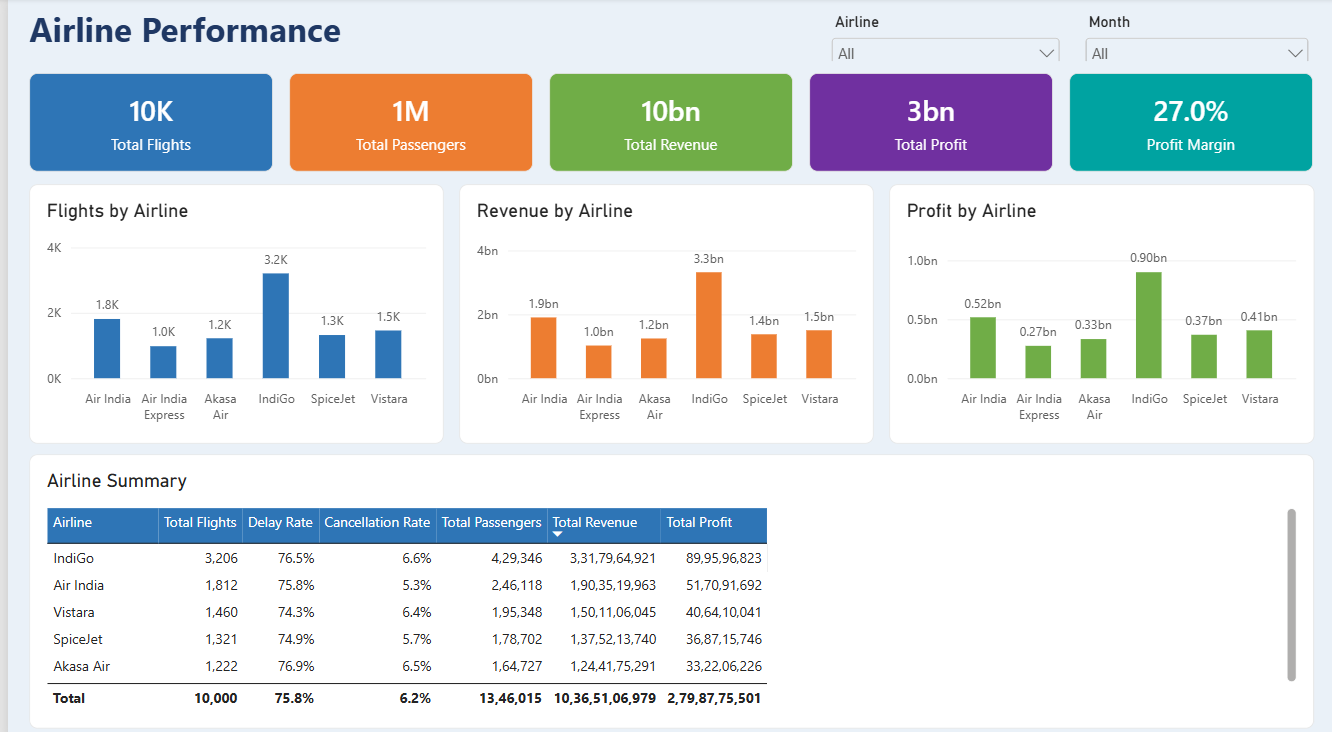 Airline Performance
Airline
All
Month
All
10K
Total Flights
1M
Total Passengers
10bn
Total Revenue
3bn
Total Profit
27.0%
Profit Margin
Flights by Airline
4K
2K
0K
1.8K
1.0K
1.2K
3.2K
1.3K
1.5K
Air India
Air India Express
Akasa Air
IndiGo
SpiceJet
Vistara
Revenue by Airline
4bn
2bn
0bn
1.9bn
1.0bn
1.2bn
3.3bn
1.4bn
1.5bn
Air India
Air India Express
Akasa Air
IndiGo
SpiceJet
Vistara
Profit by Airline
1.0bn
0.5bn
0.0bn
0.52bn
0.27bn
0.33bn
0.90bn
0.37bn
0.41bn
Air India
Air India Express
Akasa Air
IndiGo
SpiceJet
Vistara
Airline Summary
Airline Total Flights Delay Rate Cancellation Rate Total Passengers Total Revenue Total Profit
IndiGo 3,206 76.5% 6.6% 4,29,346 3,31,79,64,921 89,95,96,823
Air India 1,812 75.8% 5.3% 2,46,118 1,90,35,19,963 51,70,91,692
Vistara 1,460 74.3% 6.4% 1,95,348 1,50,11,06,045 40,64,10,041
SpiceJet 1,321 74.9% 5.7% 1,78,702 1,37,52,13,740 36,87,15,746
Akasa Air 1,222 76.9% 6.5% 1,64,727 1,24,41,75,291 33,22,06,226
Total 10,000 75.8% 6.2% 13,46,015 10,36,51,06,979 2,79,87,75,501